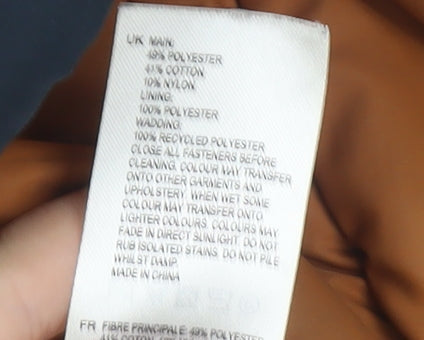 UK MAIN:
49% POLYESTER
41% COTTON
10% NYLON.
LINING:
100% POLYESTER
WADDING:
100% RECYCLED POLYESTER
CLOSE ALL FASTENERS BEFORE
CLEANING. COLOUR MAY TRANSFER
ONTO OTHER GARMENTS AND
UPHOLSTERY. WHEN WET SOME
COLOUR MAY TRANSFER ONTO
LIGHTER COLOURS. COLOURS MAY
FADE IN DIRECT SUNLIGHT. DO NOT
RUB ISOLATED STAINS. DO NOT PILE
WHILST DAMP.
MADE IN CHINA
FR FIBRE PRINCIPALE: 49% POLYESTER
41% COTON